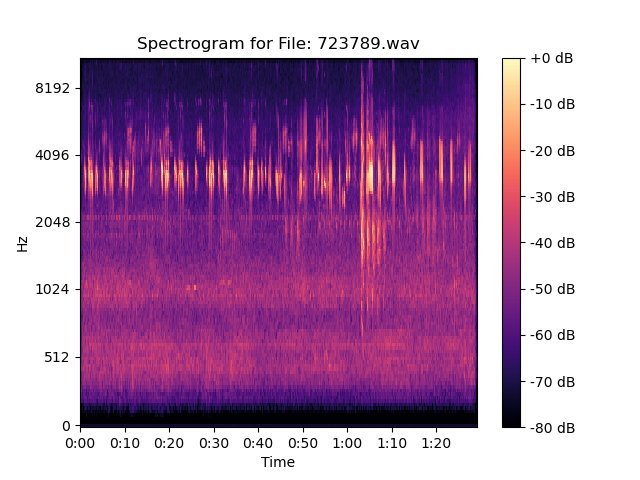 Spectrogram for File: 723789.wav
8192
4096
2048
1024
512
0
Hz
0:00 0:10 0:20 0:30 0:40 0:50 1:00 1:10 1:20
Time
+0 dB
-10 dB
-20 dB
-30 dB
-40 dB
-50 dB
-60 dB
-70 dB
-80 dB